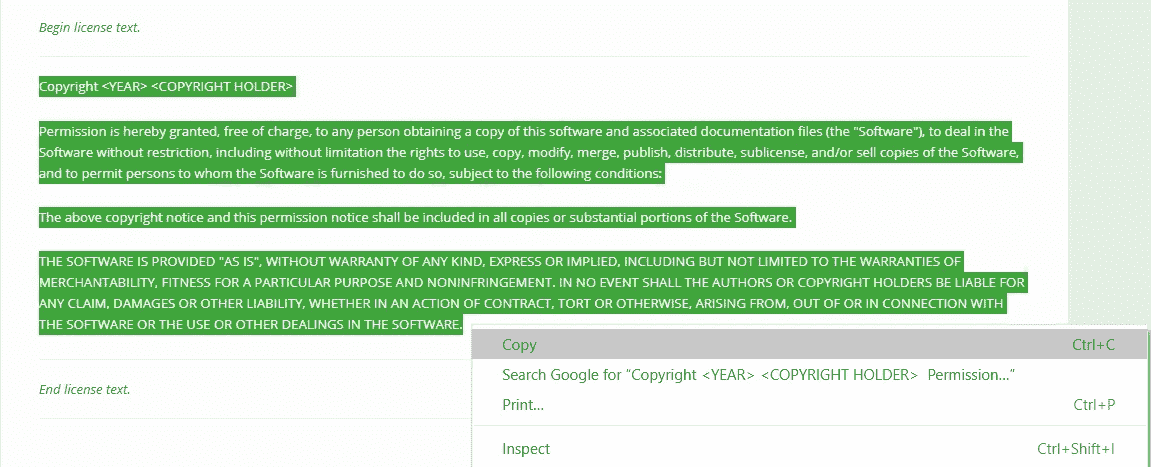 Begin license text.
Copyright <YEAR> <COPYRIGHT HOLDER>
Permission is hereby granted, free of charge, to any person obtaining a copy of this software and associated documentation files (the "Software"), to deal in the
Software without restriction, including without limitation the rights to use, copy, modify, merge, publish, distribute, sublicense, and/or sell copies of the Software,
and to permit persons to whom the Software is furnished to do so, subject to the following conditions:
The above copyright notice and this permission notice shall be included in all copies or substantial portions of the Software.
THE SOFTWARE IS PROVIDED "AS IS", WITHOUT WARRANTY OF ANY KIND, EXPRESS OR IMPLIED, INCLUDING BUT NOT LIMITED TO THE WARRANTIES OF
MERCHANTABILITY, FITNESS FOR A PARTICULAR PURPOSE AND NONINFRINGEMENT. IN NO EVENT SHALL THE AUTHORS OR COPYRIGHT HOLDERS BE LIABLE FOR
ANY CLAIM, DAMAGES OR OTHER LIABILITY, WHETHER IN AN ACTION OF CONTRACT, TORT OR OTHERWISE, ARISING FROM, OUT OF OR IN CONNECTION WITH
THE SOFTWARE OR THE USE OR OTHER DEALINGS IN THE SOFTWARE.
Copy Ctrl+C
Search Google for “Copyright <YEAR> <COPYRIGHT HOLDER> Permission...”
End license text.
Print... Ctrl+P
Inspect Ctrl+Shift+I